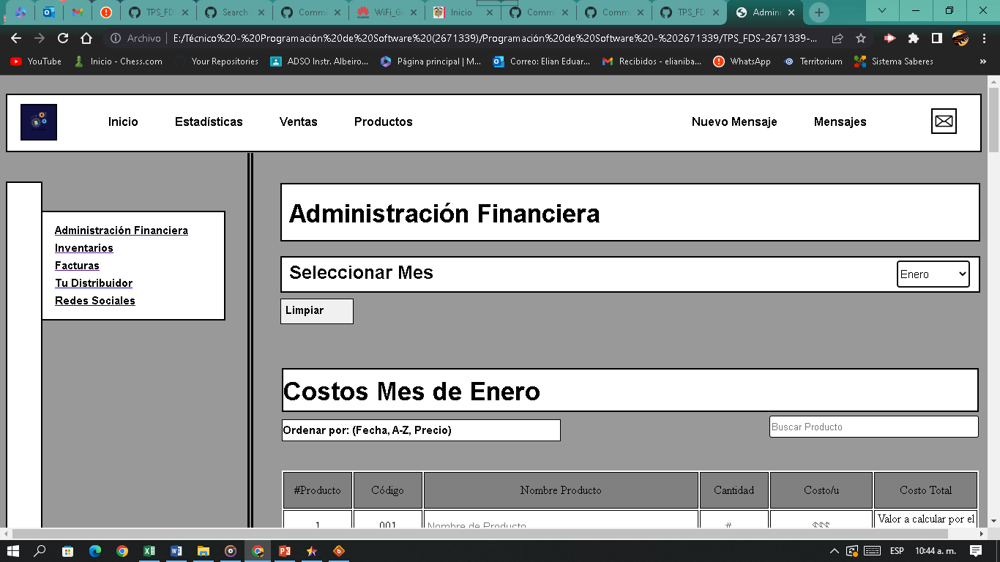 TPS_FD
Search
Comm
WiFi_G
Inicio
Comm
Comm
TPS_FD
Admini
Archivo
E:/Técnico%20-%20Programación%20de%20Software%20(2671339)/Programación%20de%20Software%20-%202671339/TPS_FDS-2671339-...
YouTube
Inicio - Chess.com
Your Repositories
ADSO Instr. Albeiro...
Página principal | M...
Correo: Elian Eduar...
Recibidos - elianiba...
WhatsApp
Territorium
Sistema Saberes
»
Inicio
Estadísticas
Ventas
Productos
Nuevo Mensaje
Mensajes
Administración Financiera
Inventarios
Facturas
Tu Distribuidor
Redes Sociales
Administración Financiera
Seleccionar Mes
Enero
Limpiar
Costos Mes de Enero
Ordenar por: (Fecha, A-Z, Precio)
Buscar Producto
#Producto Código Nombre Producto Cantidad Costo/u Costo Total
1 001 Nombre de Producto # $$$ Valor a calcular por el
ESP
10:44 a. m.